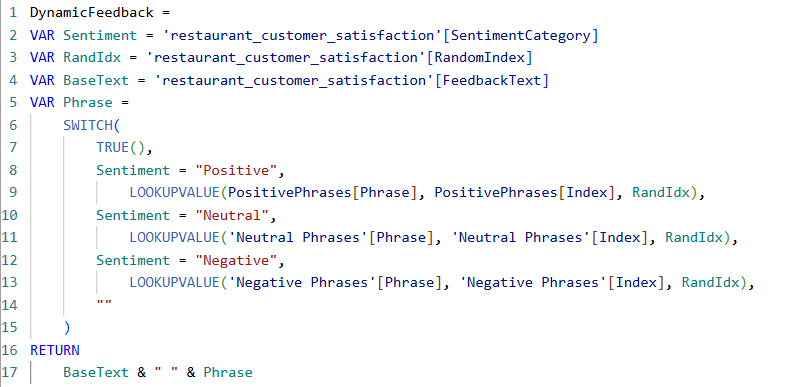 1 DynamicFeedback =
2 VAR Sentiment = 'restaurant_customer_satisfaction'[SentimentCategory]
3 VAR RandIdx = 'restaurant_customer_satisfaction'[RandomIndex]
4 VAR BaseText = 'restaurant_customer_satisfaction'[FeedbackText]
5 VAR Phrase =
6     SWITCH(
7         TRUE(),
8         Sentiment = "Positive",
9             LOOKUPVALUE(PositivePhrases[Phrase], PositivePhrases[Index], RandIdx),
10         Sentiment = "Neutral",
11             LOOKUPVALUE('Neutral Phrases'[Phrase], 'Neutral Phrases'[Index], RandIdx),
12         Sentiment = "Negative",
13             LOOKUPVALUE('Negative Phrases'[Phrase], 'Negative Phrases'[Index], RandIdx),
14         ""
15     )
16 RETURN
17     BaseText & " " & Phrase